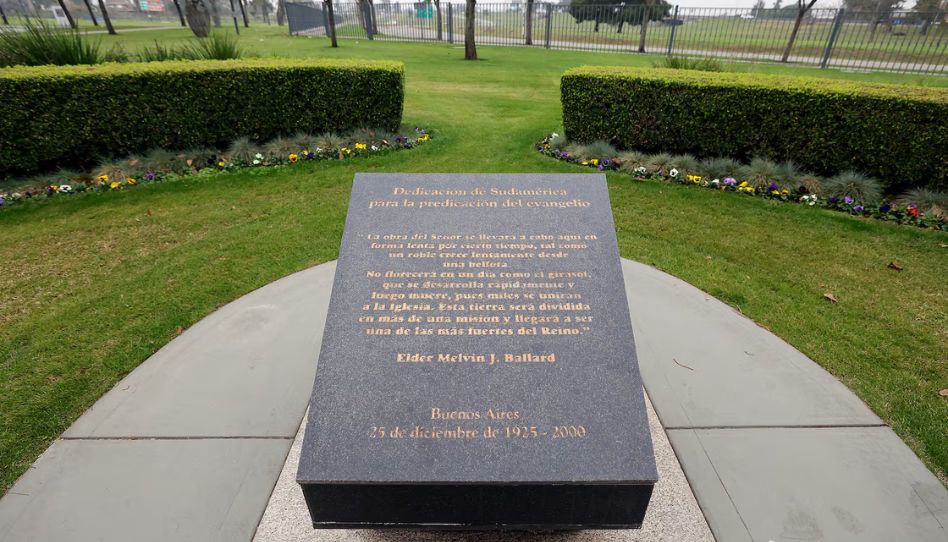 Dedicación de Sudamérica
para la predicación del evangelio
"La obra del Señor se llevará a cabo aquí en
forma lenta por cierto tiempo, tal como
un roble crece lentamente desde
una bellota.
No florecerá en un día como el girasol,
que se desarrolla rápidamente y
luego muere, pues miles se unirán
a la Iglesia. Esta tierra será dividida
en más de una misión y llegará a ser
una de las más fuertes del Reino."
Elder Melvin J. Ballard
Buenos Aires
25 de diciembre de 1925 - 2000